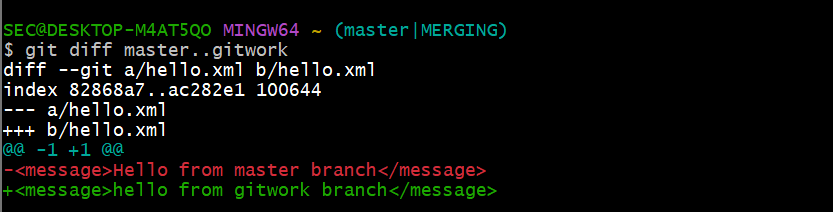 SEC@DESKTOP-M4AT5QO MINGW64 ~ (master|MERGING)
$ git diff master..gitwork
diff --git a/hello.xml b/hello.xml
index 82868a7..ac282e1 100644
--- a/hello.xml
+++ b/hello.xml
@@ -1 +1 @@
-<message>Hello from master branch</message>
+<message>hello from gitwork branch</message>